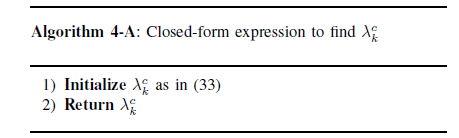 Algorithm 4-A: Closed-form expression to find λ_k^c
1) Initialize λ_k^c as in (33)
2) Return λ_k^c